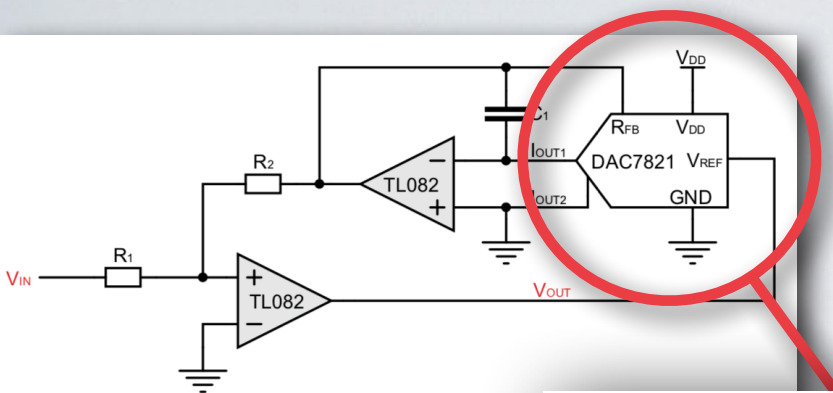 VDD
C1
RFB
VDD
IOUT1
DAC7821
VREF
R2
TL082
−
+
IOUT2
GND
R1
VIN
+
TL082
−
VOUT